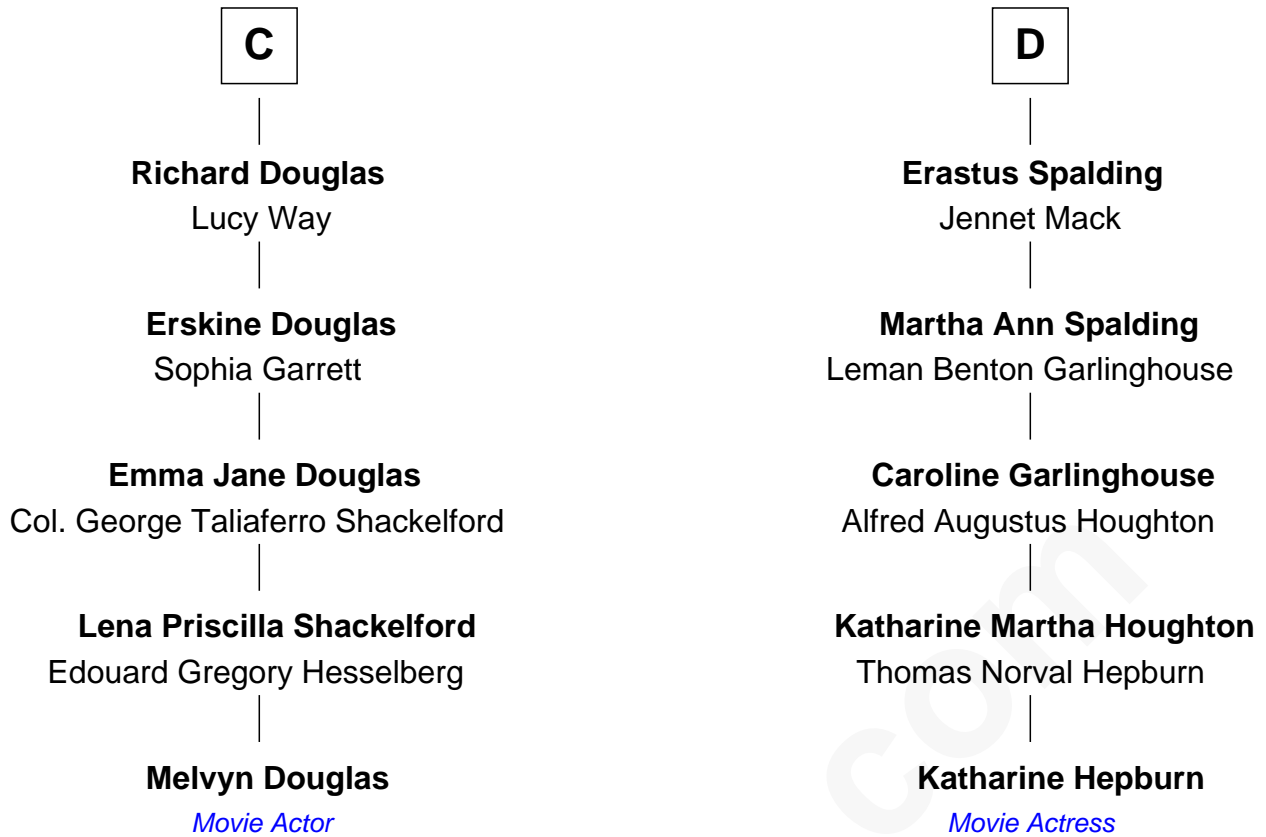 C
Richard Douglas
Lucy Way
Erskine Douglas
Sophia Garrett
Emma Jane Douglas
Col. George Taliaferro Shackelford
Lena Priscilla Shackelford
Edouard Gregory Hesselberg
Melvyn Douglas
Movie Actor
D
Erastus Spalding
Jennet Mack
Martha Ann Spalding
Leman Benton Garlinghouse
Caroline Garlinghouse
Alfred Augustus Houghton
Katharine Martha Houghton
Thomas Norval Hepburn
Katharine Hepburn
Movie Actress
com